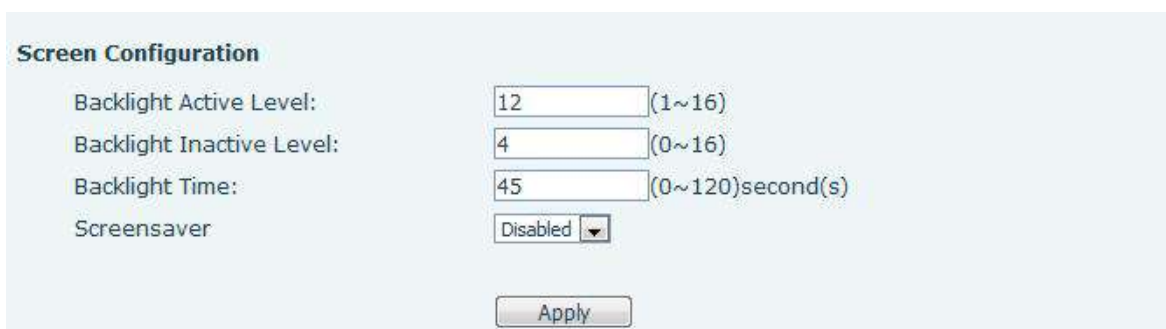 Screen Configuration
Backlight Active Level: 12 (1~16)
Backlight Inactive Level: 4 (0~16)
Backlight Time: 45 (0~120)second(s)
Screensaver Disabled
Apply